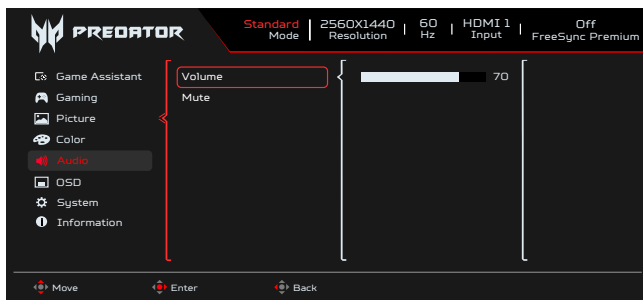 PREDATOR
Standard
Mode
2560X1440
Resolution
60
Hz
HDMI 1
Input
Off
FreeSync Premium
Game Assistant
Gaming
Picture
Color
Audio
OSD
System
Information
Volume
Mute
70
Move
Enter
Back